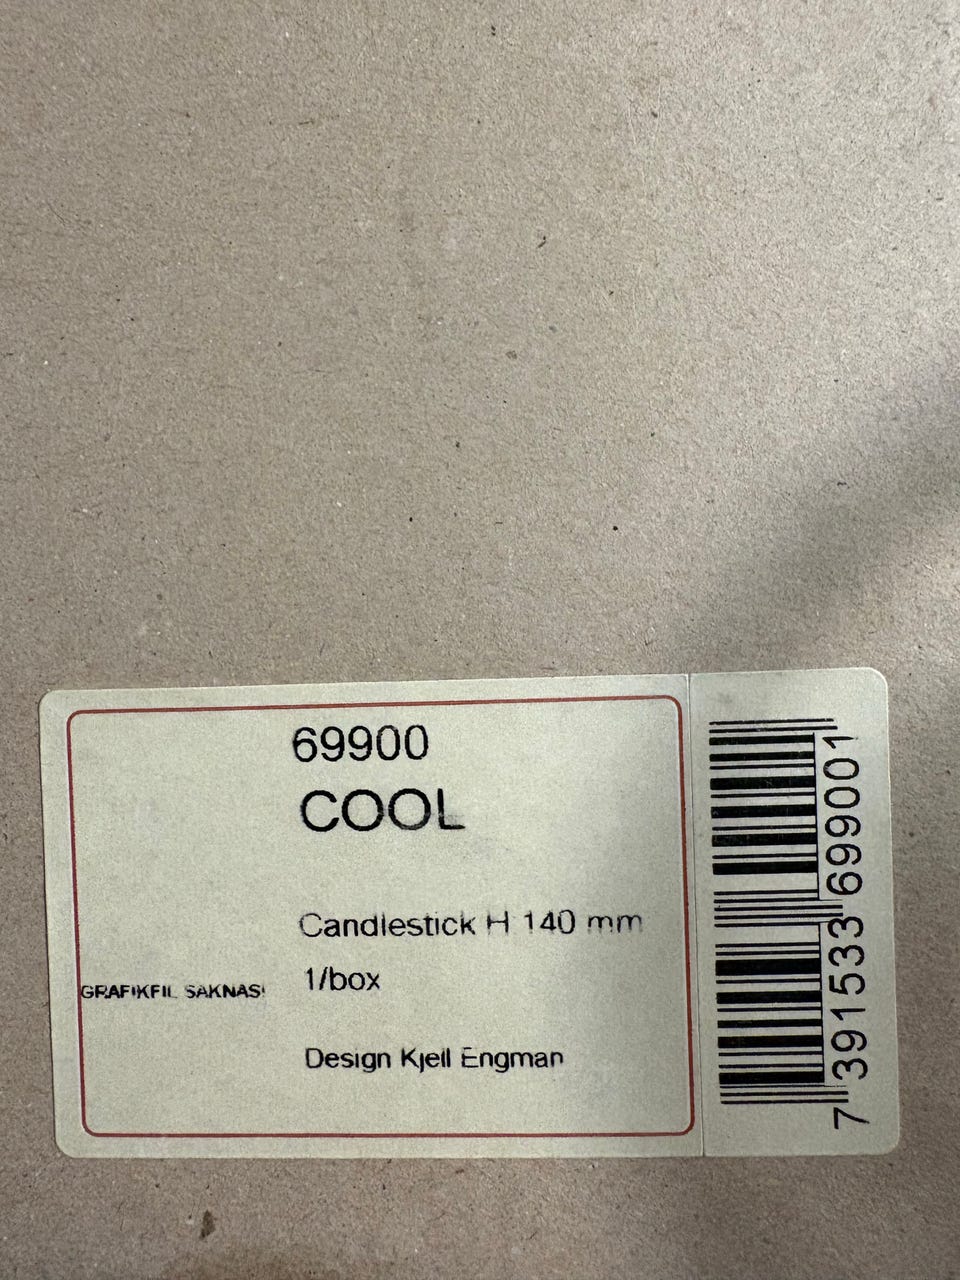 69900
COOL
Candlestick H 140 mm
1/box
GRAFIKFIL SAKNAS!
Design Kjell Engman
7 391533 699001